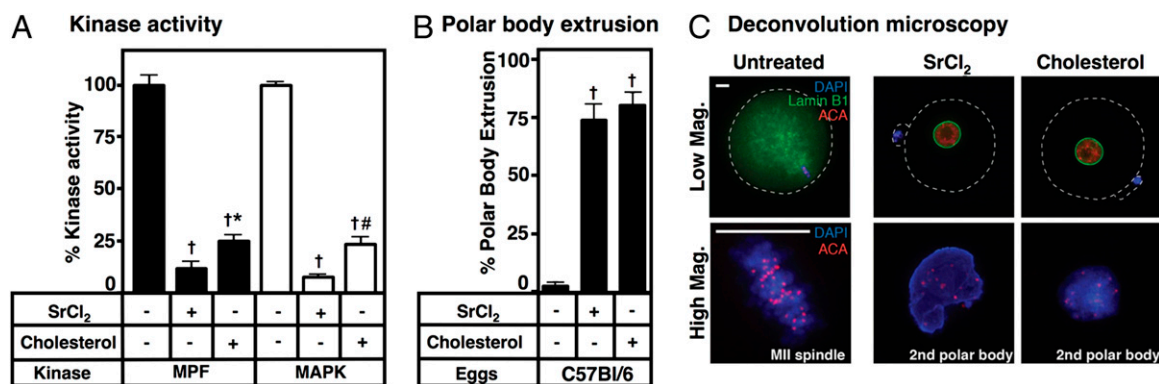 A Kinase activity
% Kinase activity
100
75
50
25
0
†
†*
†
†#
SrCl₂ - + - - + -
Cholesterol - - + - - +
Kinase MPF MAPK
B Polar body extrusion
% Polar Body Extrusion
100
75
50
25
0
†
†
SrCl₂ - + -
Cholesterol - - +
Eggs C57Bl/6
C Deconvolution microscopy
Untreated SrCl₂ Cholesterol
Low Mag.
DAPI
Lamin B1
ACA
High Mag.
DAPI
ACA
MII spindle
2nd polar body
2nd polar body